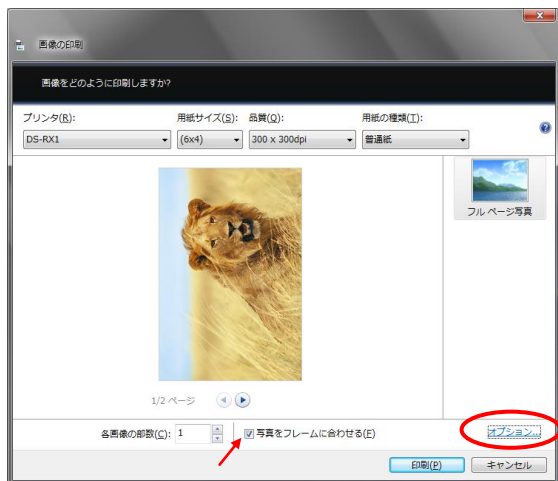 画像の印刷
画像をどのように印刷しますか?
プリンタ(R): 用紙サイズ(S): 品質(Q): 用紙の種類(T):
DS-RX1 (6x4) 300 x 300dpi 普通紙
フル ページ写真
1/2 ページ
各画像の部数(C): 1 写真をフレームに合わせる(F) オプション...
印刷(P) キャンセル